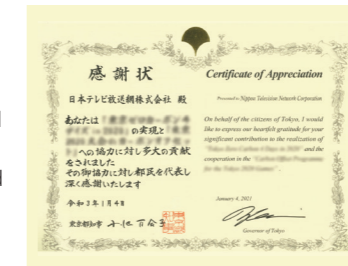 感謝状
日本テレビ放送網株式会社 殿
あなたは
の実現と
への協力に対し多大の貢献
をされました
その御協力に対し都民を代表し
深く感謝いたします
令和3年1月4日
東京都知事 小池百合子
Certificate of Appreciation
Presented to Nippon Television Network Corporation
On behalf of the citizens of Tokyo, I would
like to express our heartfelt gratitude for your
significant contribution to the realization of
and the
cooperation in the
January 4, 2021
Governor of Tokyo